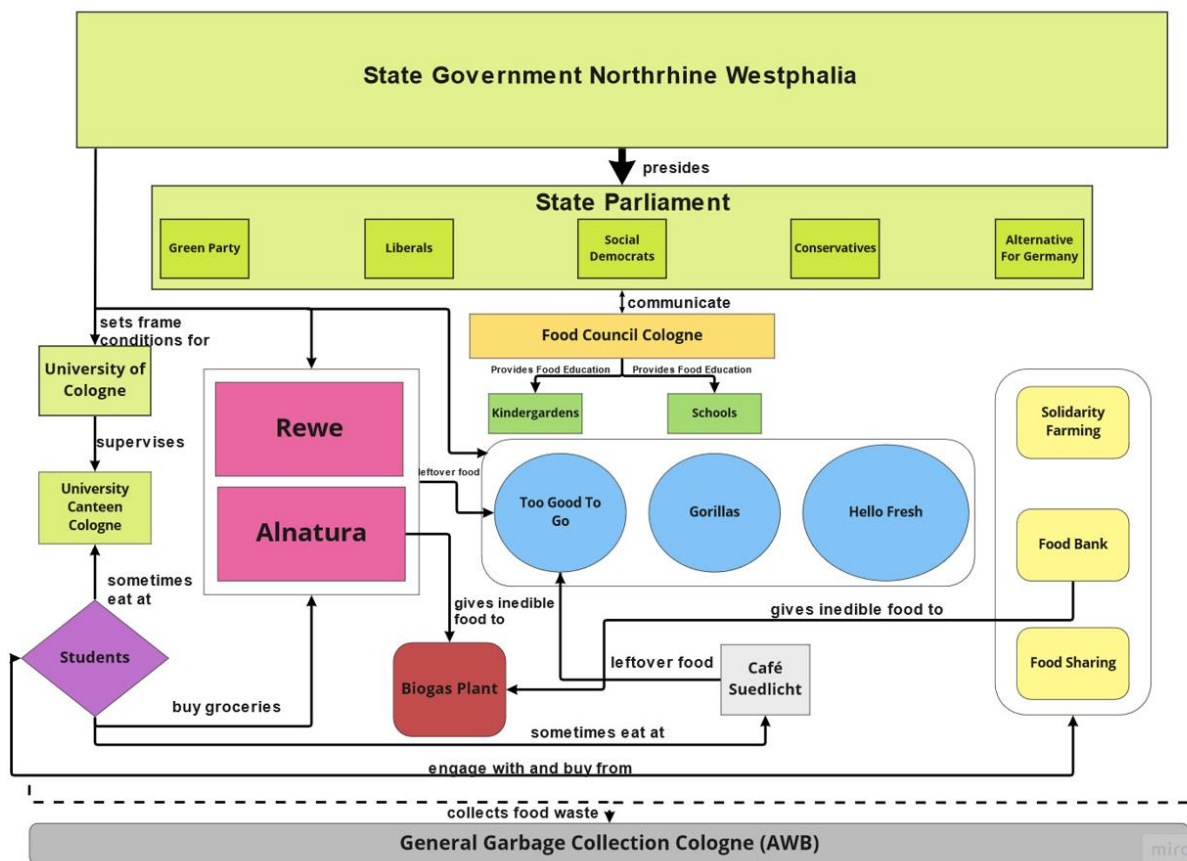 State Government Northrhine Westphalia
presides
State Parliament
Green Party
Liberals
Social
Democrats
Conservatives
Alternative
For Germany
communicate
sets frame
conditions for
Food Council Cologne
University of
Cologne
Provides Food Education
Provides Food Education
Kindergardens
Schools
Solidarity
Farming
Rewe
supervises
leftover food
University
Canteen
Cologne
Too Good To
Go
Gorillas
Hello Fresh
Alnatura
Food Bank
sometimes
eat at
gives inedible
food to
gives inedible food to
Students
Biogas Plant
leftover food
Café
Suedlicht
Food Sharing
buy groceries
sometimes eat at
engage with and buy from
collects food waste
General Garbage Collection Cologne (AWB)
miro